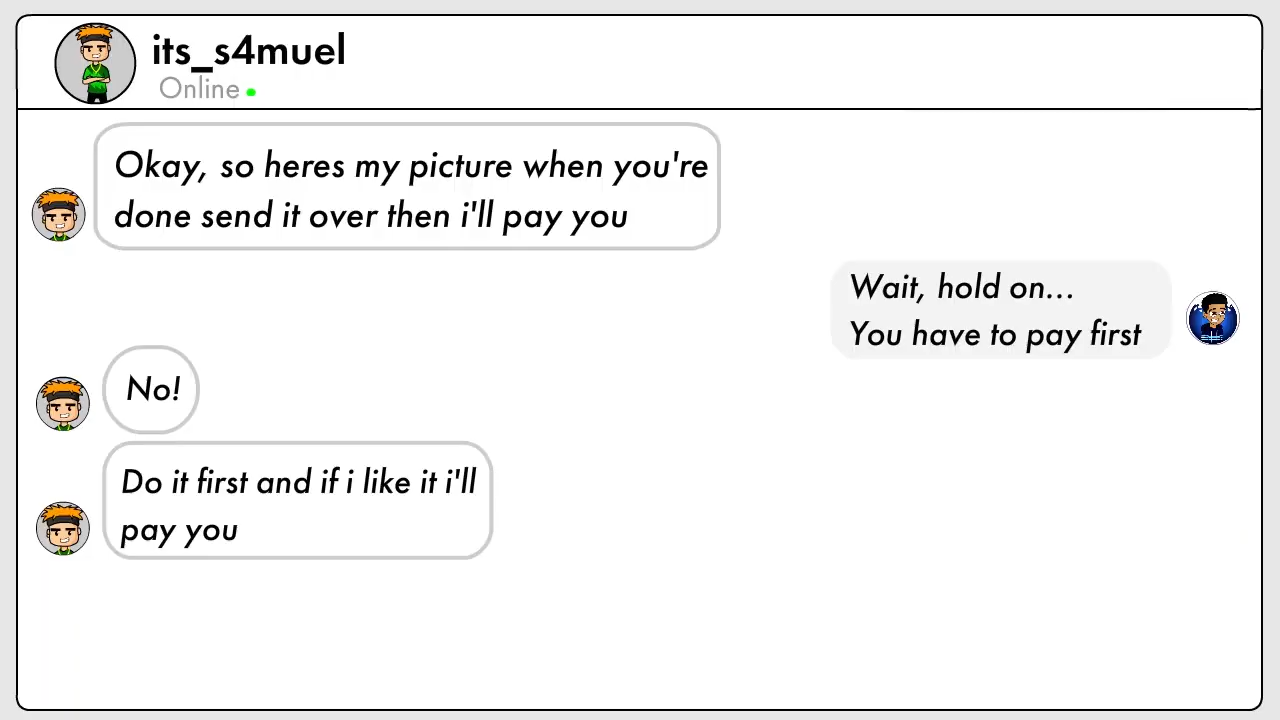 its_s4muel
Online
Okay, so heres my picture when you're
done send it over then i'll pay you
Wait, hold on...
You have to pay first
No!
Do it first and if i like it i'll
pay you